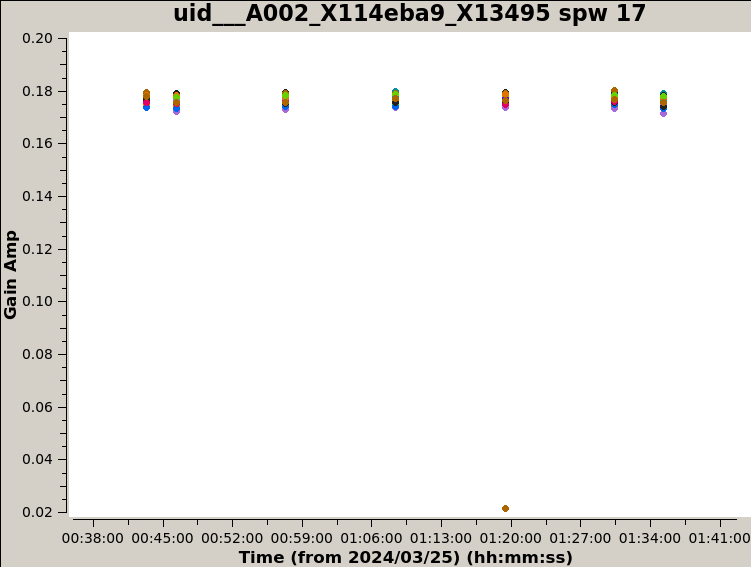 uid___A002_X114eba9_X13495 spw 17
0.20
0.18
0.16
0.14
0.12
0.10
0.08
0.06
0.04
0.02
Gain Amp
00:38:00 00:45:00 00:52:00 00:59:00 01:06:00 01:13:00 01:20:00 01:27:00 01:34:00 01:41:00
Time (from 2024/03/25) (hh:mm:ss)